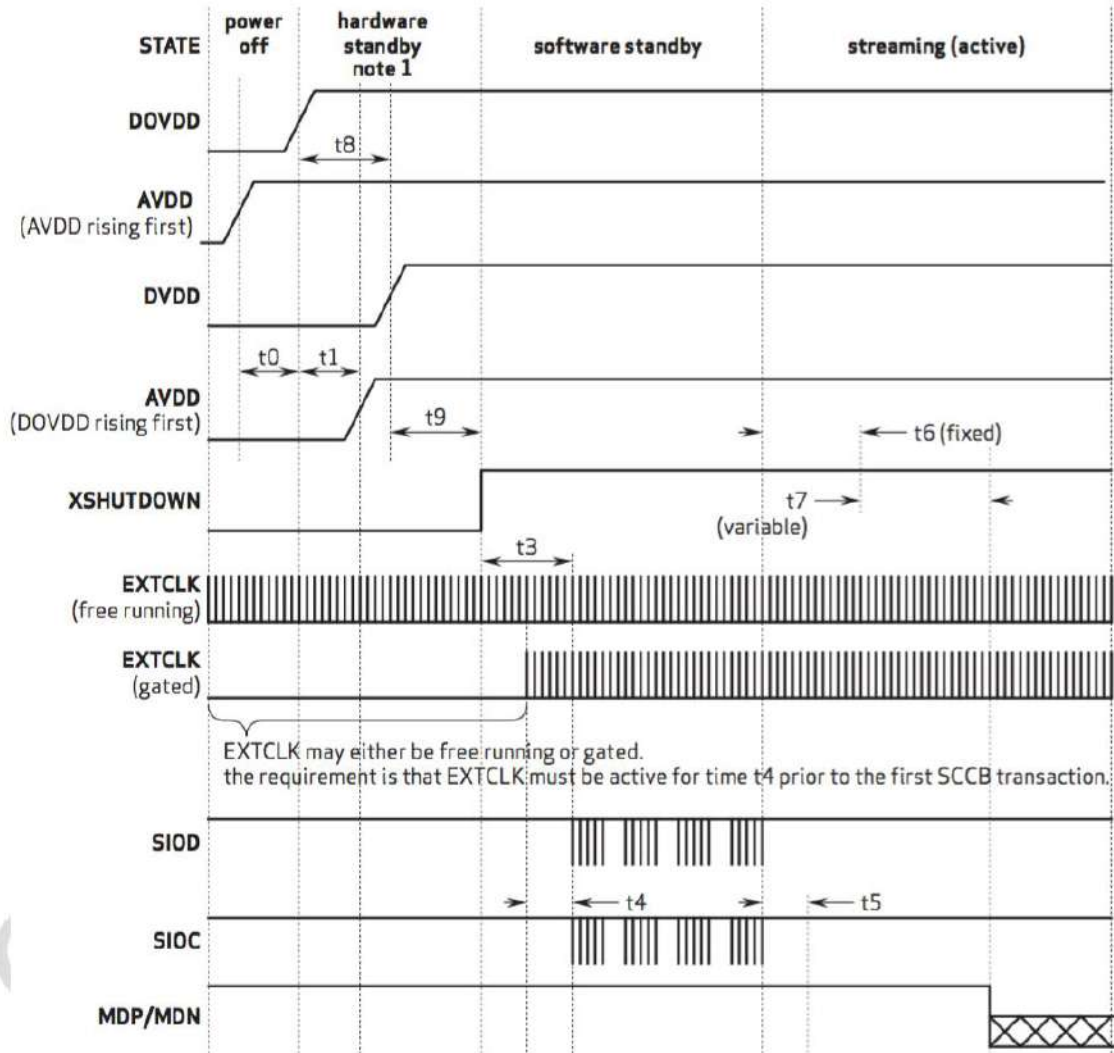 STATE
power
off
hardware
standby
note 1
software standby
streaming (active)
DOVDD
t8
AVDD
(AVDD rising first)
DVDD
t0
t1
AVDD
(DOVDD rising first)
t9
t6 (fixed)
XSHUTDOWN
t7
(variable)
t3
EXTCLK
(free running)
EXTCLK
(gated)
EXTCLK may either be free running or gated.
the requirement is that EXTCLK must be active for time t4 prior to the first SCCB transaction.
SIOD
t4
t5
SIOC
MDP/MDN